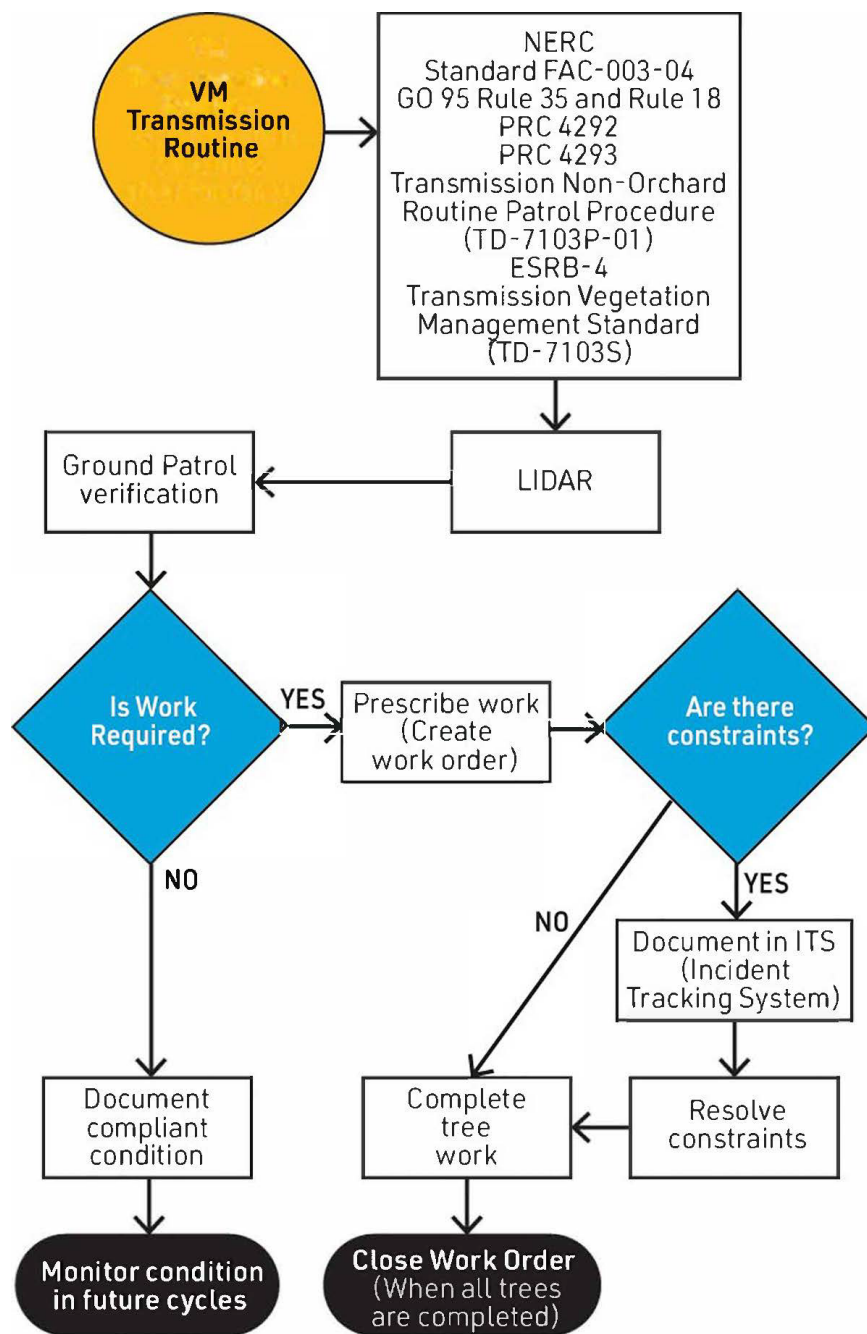 VM
Transmission
Routine
NERC
Standard FAC-003-04
GO 95 Rule 35 and Rule 18
PRC 4292
PRC 4293
Transmission Non-Orchard
Routine Patrol Procedure
(TD-7103P-01)
ESRB-4
Transmission Vegetation
Management Standard
(TD-7103S)
Ground Patrol
verification
LIDAR
Is Work
Required?
YES
Prescribe work
(Create
work order)
Are there
constraints?
NO
YES
NO
Document in ITS
(Incident
Tracking System)
Document
compliant
condition
Complete
tree
work
Resolve
constraints
Monitor condition
in future cycles
Close Work Order
(When all trees
are completed)